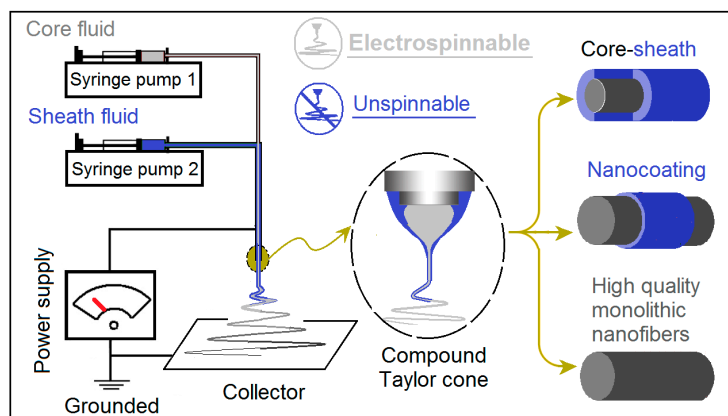 Core fluid
Syringe pump 1
Sheath fluid
Syringe pump 2
Power supply
Grounded
Collector
Electrospinnable
Unspinnable
Compound
Taylor cone
Core-sheath
Nanocoating
High quality
monolithic
nanofibers